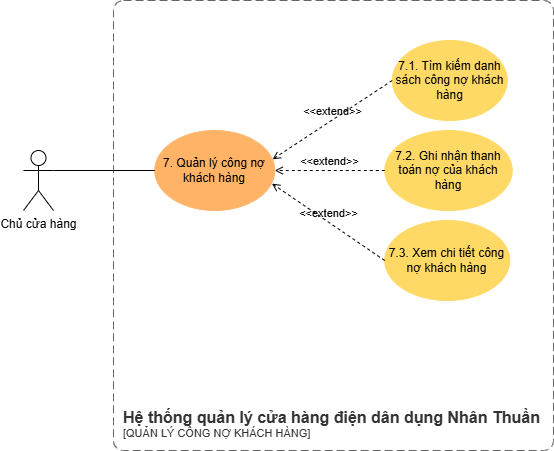 7.1. Tìm kiếm danh
sách công nợ khách
hàng
<<extend>>
7. Quản lý công nợ
khách hàng
<<extend>>
7.2. Ghi nhận thanh
toán nợ của khách
hàng
<<extend>>
Chủ cửa hàng
7.3. Xem chi tiết công
nợ khách hàng
Hệ thống quản lý cửa hàng điện dân dụng Nhân Thuần
[QUẢN LÝ CÔNG NỢ KHÁCH HÀNG]